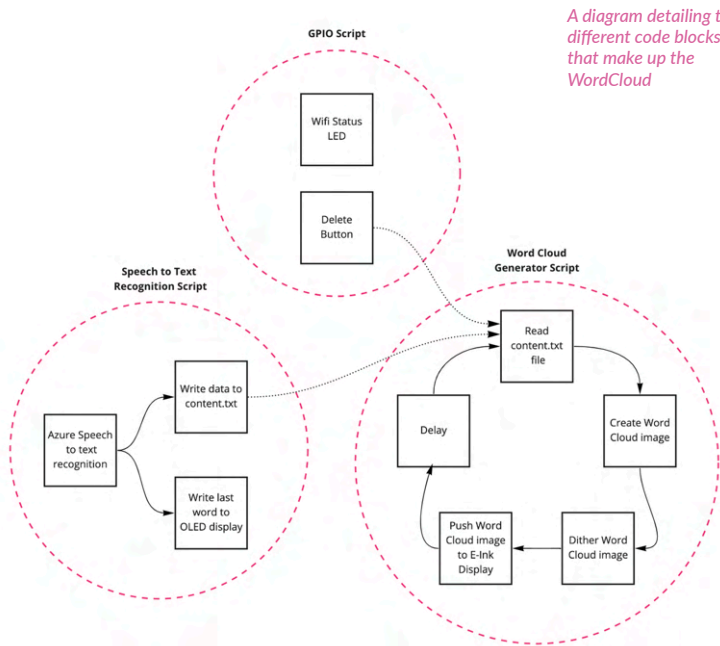 A diagram detailing t
different code blocks
that make up the
WordCloud
GPIO Script
Wifi Status
LED
Delete
Button
Speech to Text
Recognition Script
Write data to
content.txt
Azure Speech
to text
recognition
Write last
word to
OLED display
Word Cloud
Generator Script
Read
content.txt
file
Delay
Create Word
Cloud image
Push Word
Cloud image
to E-Ink
Display
Dither Word
Cloud image